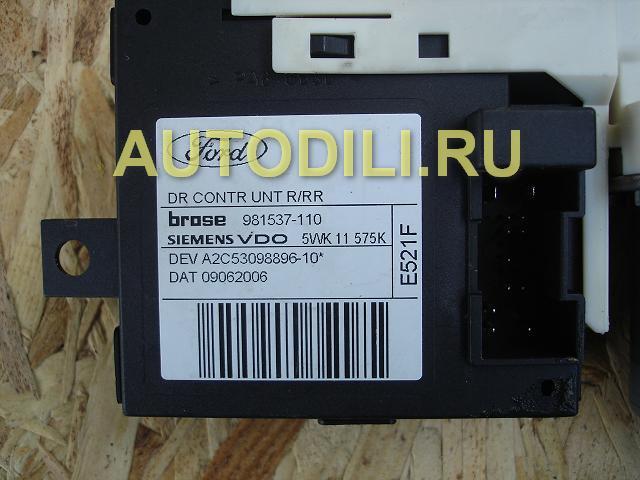 AUTODILI.RU
Ford
DR CONTR UNT R/RR
brose 981537-110
SIEMENS VDO 5WK 11 575K
DEV A2C53098896-10*
DAT 09062006
E521F